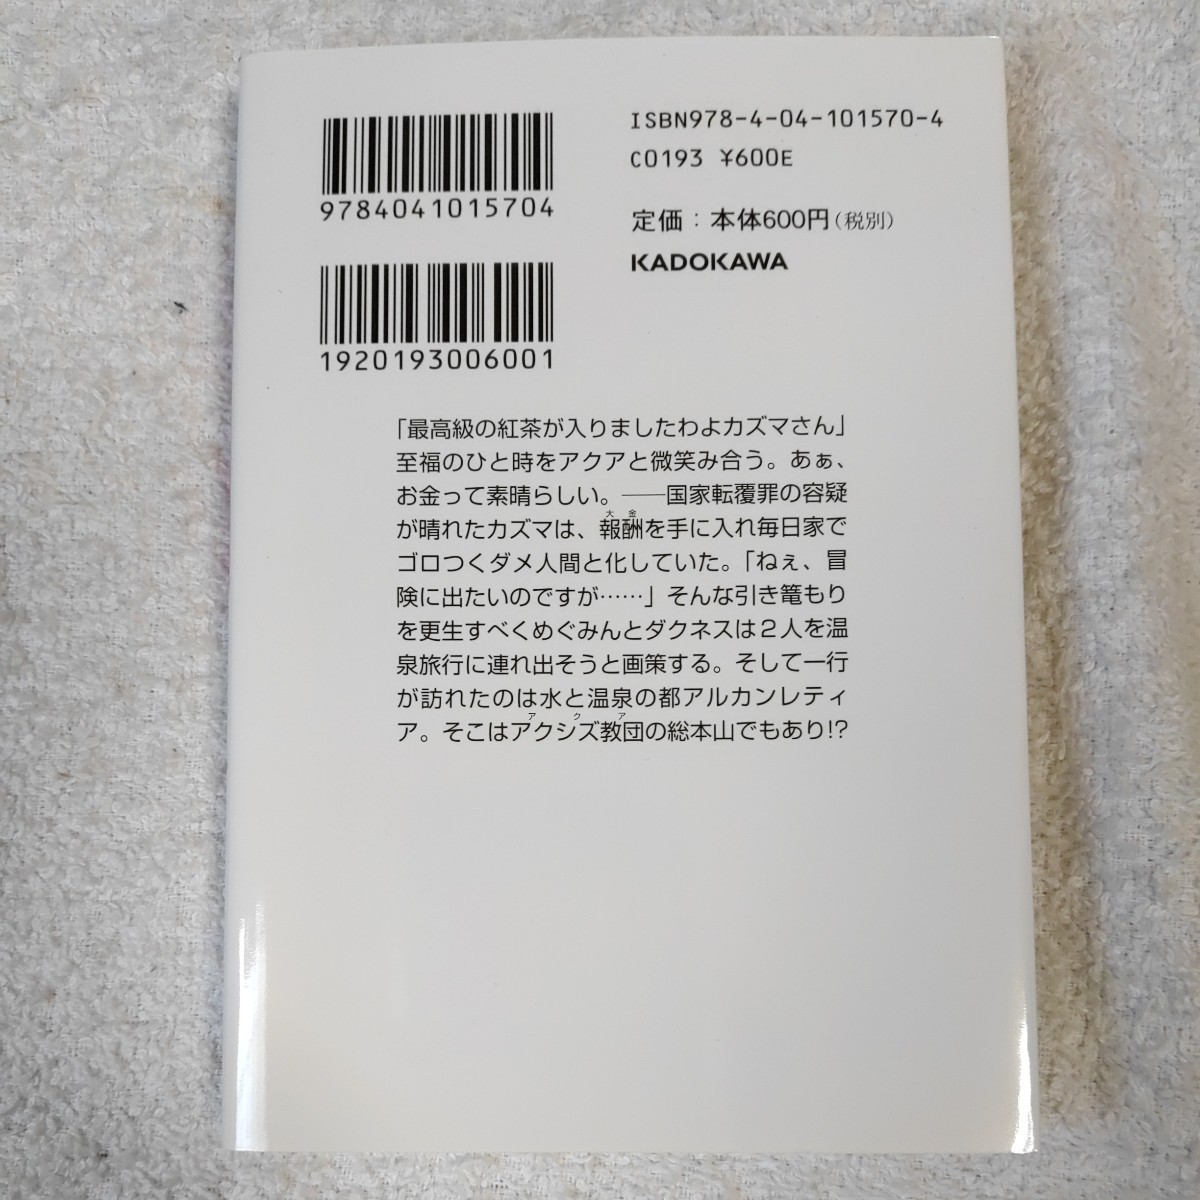 ISBN978-4-04-101570-4
C0193 ¥600E
定価:本体600円(税別)
KADOKAWA
9784041015704
1920193006001
「最高級の紅茶が入りましたわよカズマさん」
至福のひと時をアクアと微笑み合う。あぁ、
お金って素晴らしい。――国家転覆罪の容疑
大金
が晴れたカズマは、報酬を手に入れ毎日家で
ゴロつくダメ人間と化していた。「ねぇ、冒
険に出たいのですが……」そんな引き篭もり
を更生すべくめぐみんとダクネスは2人を温
泉旅行に連れ出そうと画策する。そして一行
が訪れたのは水と温泉の都アルカンレティ
アクア
ア。そこはアクシズ教団の総本山でもあり!?